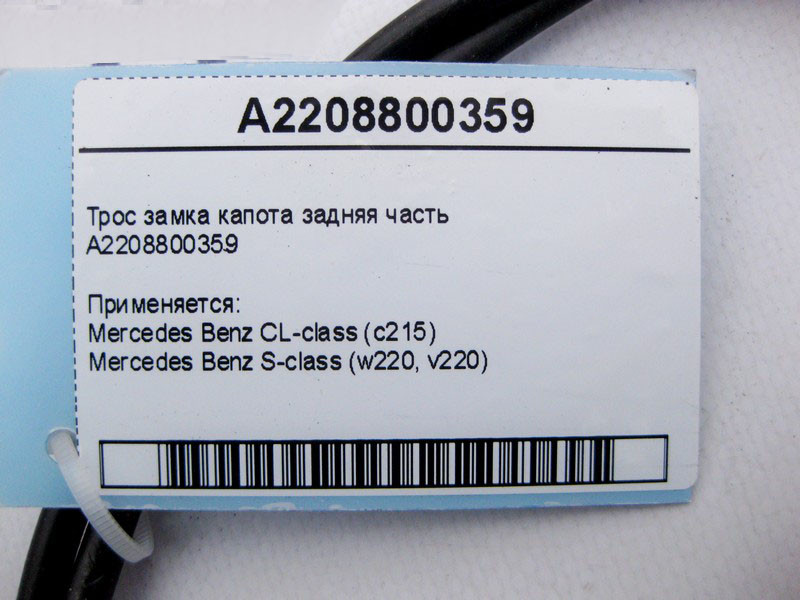 A2208800359
Трос замка капота задняя часть
A2208800359
Применяется:
Mercedes Benz CL-class (c215)
Mercedes Benz S-class (w220, v220)